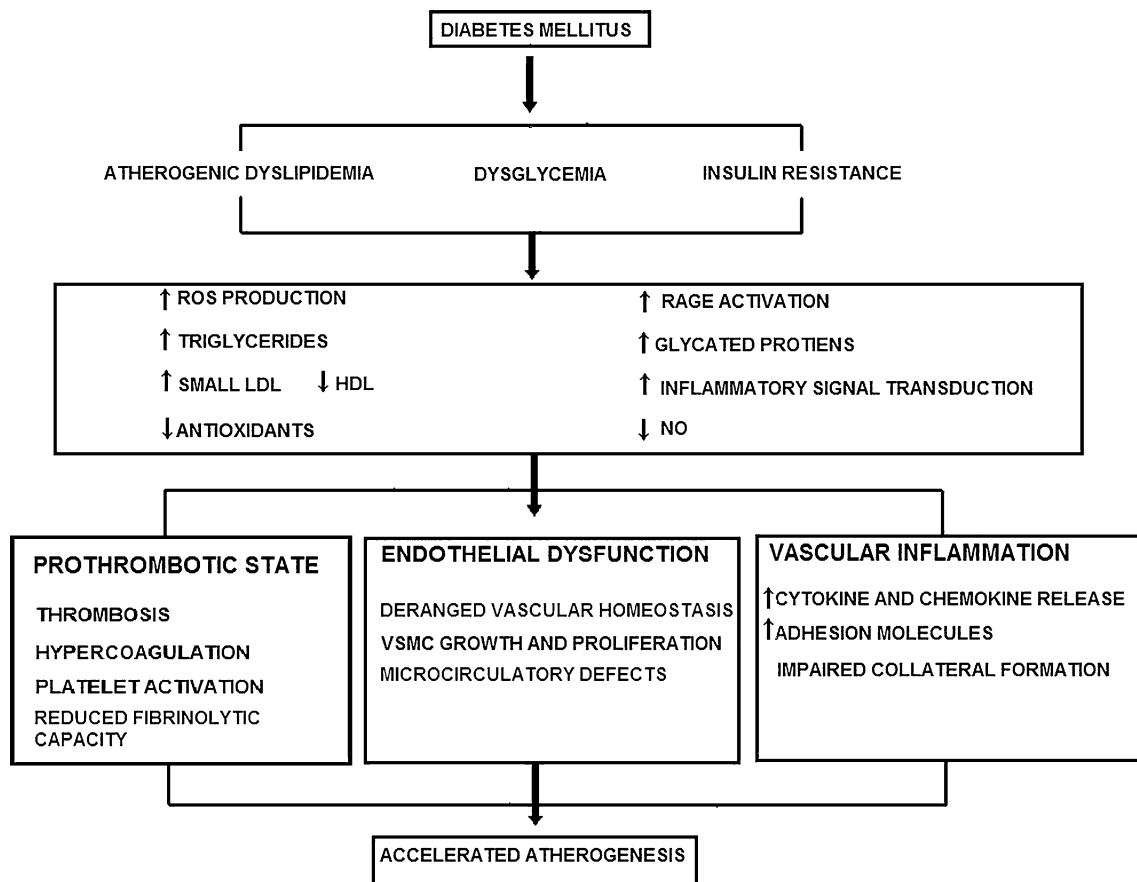 DIABETES MELLITUS
ATHEROGENIC DYSLIPIDEMIA
DYSGLYCEMIA
INSULIN RESISTANCE
↑ ROS PRODUCTION
↑ TRIGLYCERIDES
↑ SMALL LDL ↓ HDL
↓ ANTIOXIDANTS
↑ RAGE ACTIVATION
↑ GLYCATED PROTIENS
↑ INFLAMMATORY SIGNAL TRANSDUCTION
↓ NO
PROTHROMBOTIC STATE
THROMBOSIS
HYPERCOAGULATION
PLATELET ACTIVATION
REDUCED FIBRINOLYTIC
CAPACITY
ENDOTHELIAL DYSFUNCTION
DERANGED VASCULAR HOMEOSTASIS
VSMC GROWTH AND PROLIFERATION
MICROCIRCULATORY DEFECTS
VASCULAR INFLAMMATION
↑ CYTOKINE AND CHEMOKINE RELEASE
↑ ADHESION MOLECULES
IMPAIRED COLLATERAL FORMATION
ACCELERATED ATHEROGENESIS